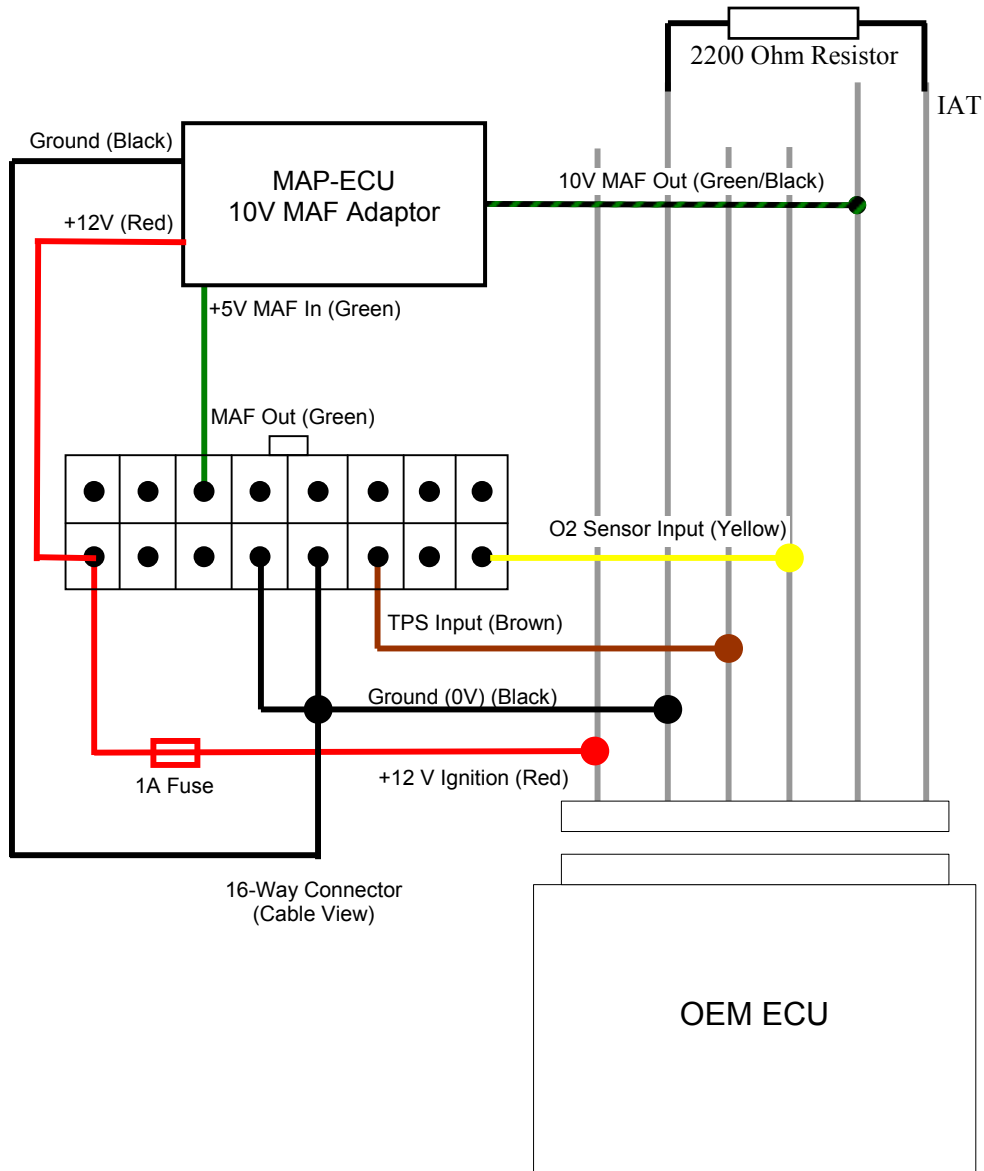 2200 Ohm Resistor
IAT
Ground (Black)
MAP-ECU
10V MAF Adaptor
10V MAF Out (Green/Black)
+12V (Red)
+5V MAF In (Green)
MAF Out (Green)
O2 Sensor Input (Yellow)
TPS Input (Brown)
Ground (0V) (Black)
+12 V Ignition (Red)
1A Fuse
16-Way Connector
(Cable View)
OEM ECU